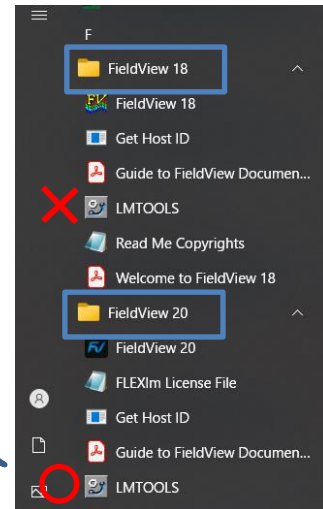 F
FieldView 18
FieldView 18
Get Host ID
Guide to FieldView Documen...
LMTOOLS
Read Me Copyrights
Welcome to FieldView 18
FieldView 20
FieldView 20
FLEXlm License File
Get Host ID
Guide to FieldView Documen...
LMTOOLS